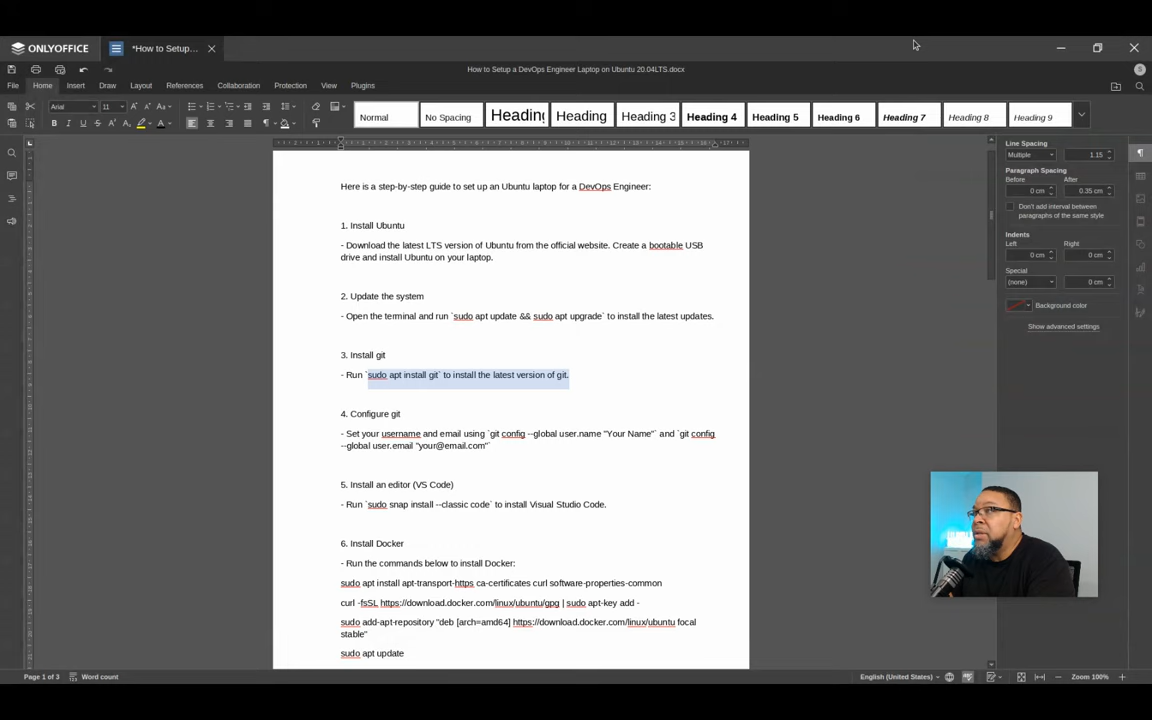 ONLYOFFICE
*How to Setup...
How to Setup a DevOps Engineer Laptop on Ubuntu 20.04LTS.docx
S
File Home Insert Draw Layout References Collaboration Protection View Plugins
Arial 11
Normal No Spacing Heading Heading Heading 3 Heading 4 Heading 5 Heading 6 Heading 7 Heading 8 Heading 9
Here is a step-by-step guide to set up an Ubuntu laptop for a DevOps Engineer:
1. Install Ubuntu
- Download the latest LTS version of Ubuntu from the official website. Create a bootable USB
drive and install Ubuntu on your laptop.
2. Update the system
- Open the terminal and run `sudo apt update && sudo apt upgrade` to install the latest updates.
3. Install git
- Run `sudo apt install git` to install the latest version of git.
4. Configure git
- Set your username and email using `git config --global user.name "Your Name"` and `git config
--global user.email "your@email.com"`
5. Install an editor (VS Code)
- Run `sudo snap install --classic code` to install Visual Studio Code.
6. Install Docker
- Run the commands below to install Docker:
sudo apt install apt-transport-https ca-certificates curl software-properties-common
curl -fsSL https://download.docker.com/linux/ubuntu/gpg | sudo apt-key add -
sudo add-apt-repository "deb [arch=amd64] https://download.docker.com/linux/ubuntu focal
stable"
sudo apt update
Line Spacing
Multiple 1.15
Paragraph Spacing
Before After
0 cm 0.35 cm
Don't add interval between
paragraphs of the same style
Indents
Left Right
0 cm 0 cm
Special
(none) 0 cm
Background color
Show advanced settings
Page 1 of 3 Word count English (United States) Zoom 100%